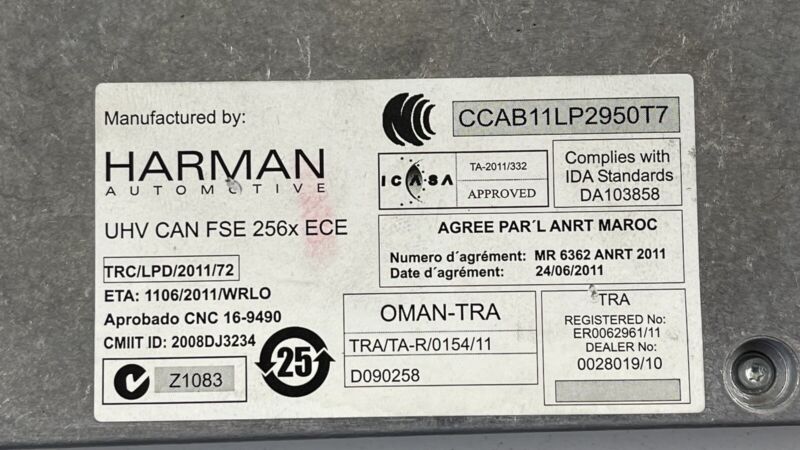 Manufactured by:
HARMAN
AUTOMOTIVE
UHV CAN FSE 256x ECE
TRC/LPD/2011/72
ETA: 1106/2011/WRLO
Aprobado CNC 16-9490
CMIIT ID: 2008DJ3234
Z1083
25
CCAB11LP2950T7
ICASA
TA-2011/332
APPROVED
Complies with
IDA Standards
DA103858
AGREE PAR´L ANRT MAROC
Numero d´agrément: MR 6362 ANRT 2011
Date d´agrément: 24/06/2011
OMAN-TRA
TRA/TA-R/0154/11
D090258
TRA
REGISTERED No:
ER0062961/11
DEALER No:
0028019/10